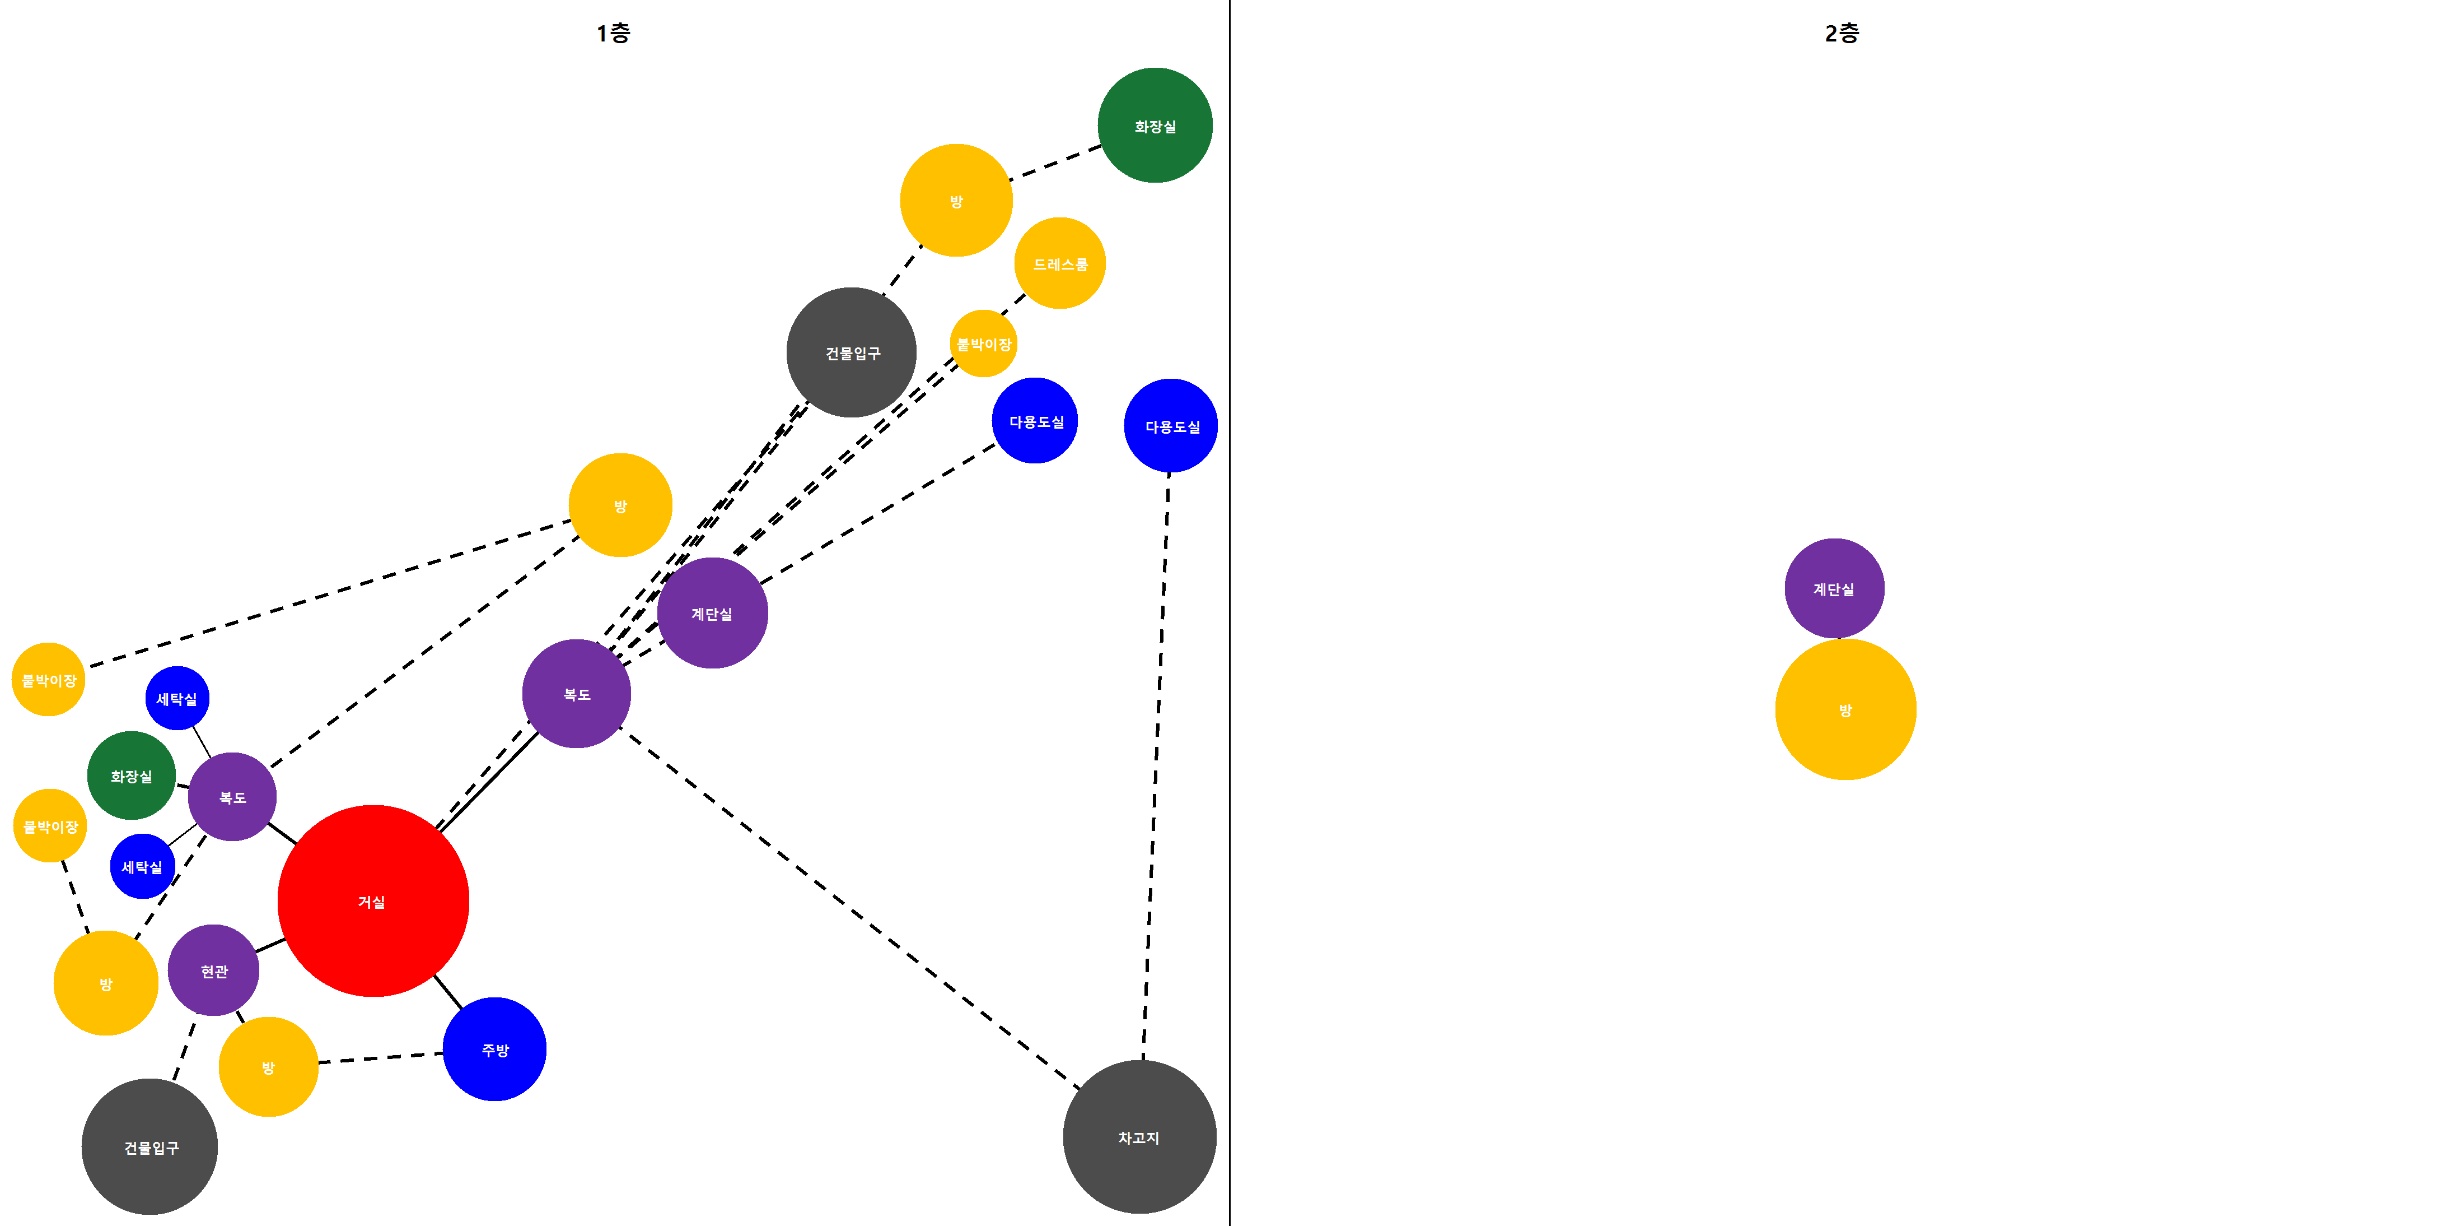 1층
2층
화장실
방
드레스룸
붙박이장
건물입구
다용도실
다용도실
방
계단실
계단실
붙박이장
세탁실
복도
방
화장실
복도
붙박이장
세탁실
거실
현관
방
방
주방
건물입구
차고지